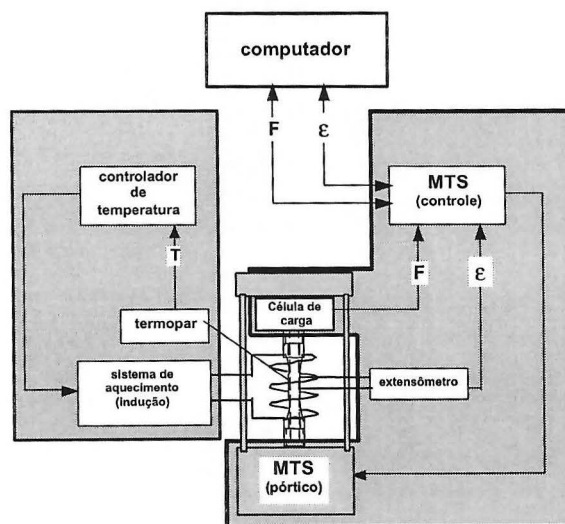 computador
F
ε
controlador
de
temperatura
MTS
(controle)
T
F
ε
termopar
Célula de
carga
sistema de
aquecimento
(indução)
extensômetro
MTS
(pórtico)